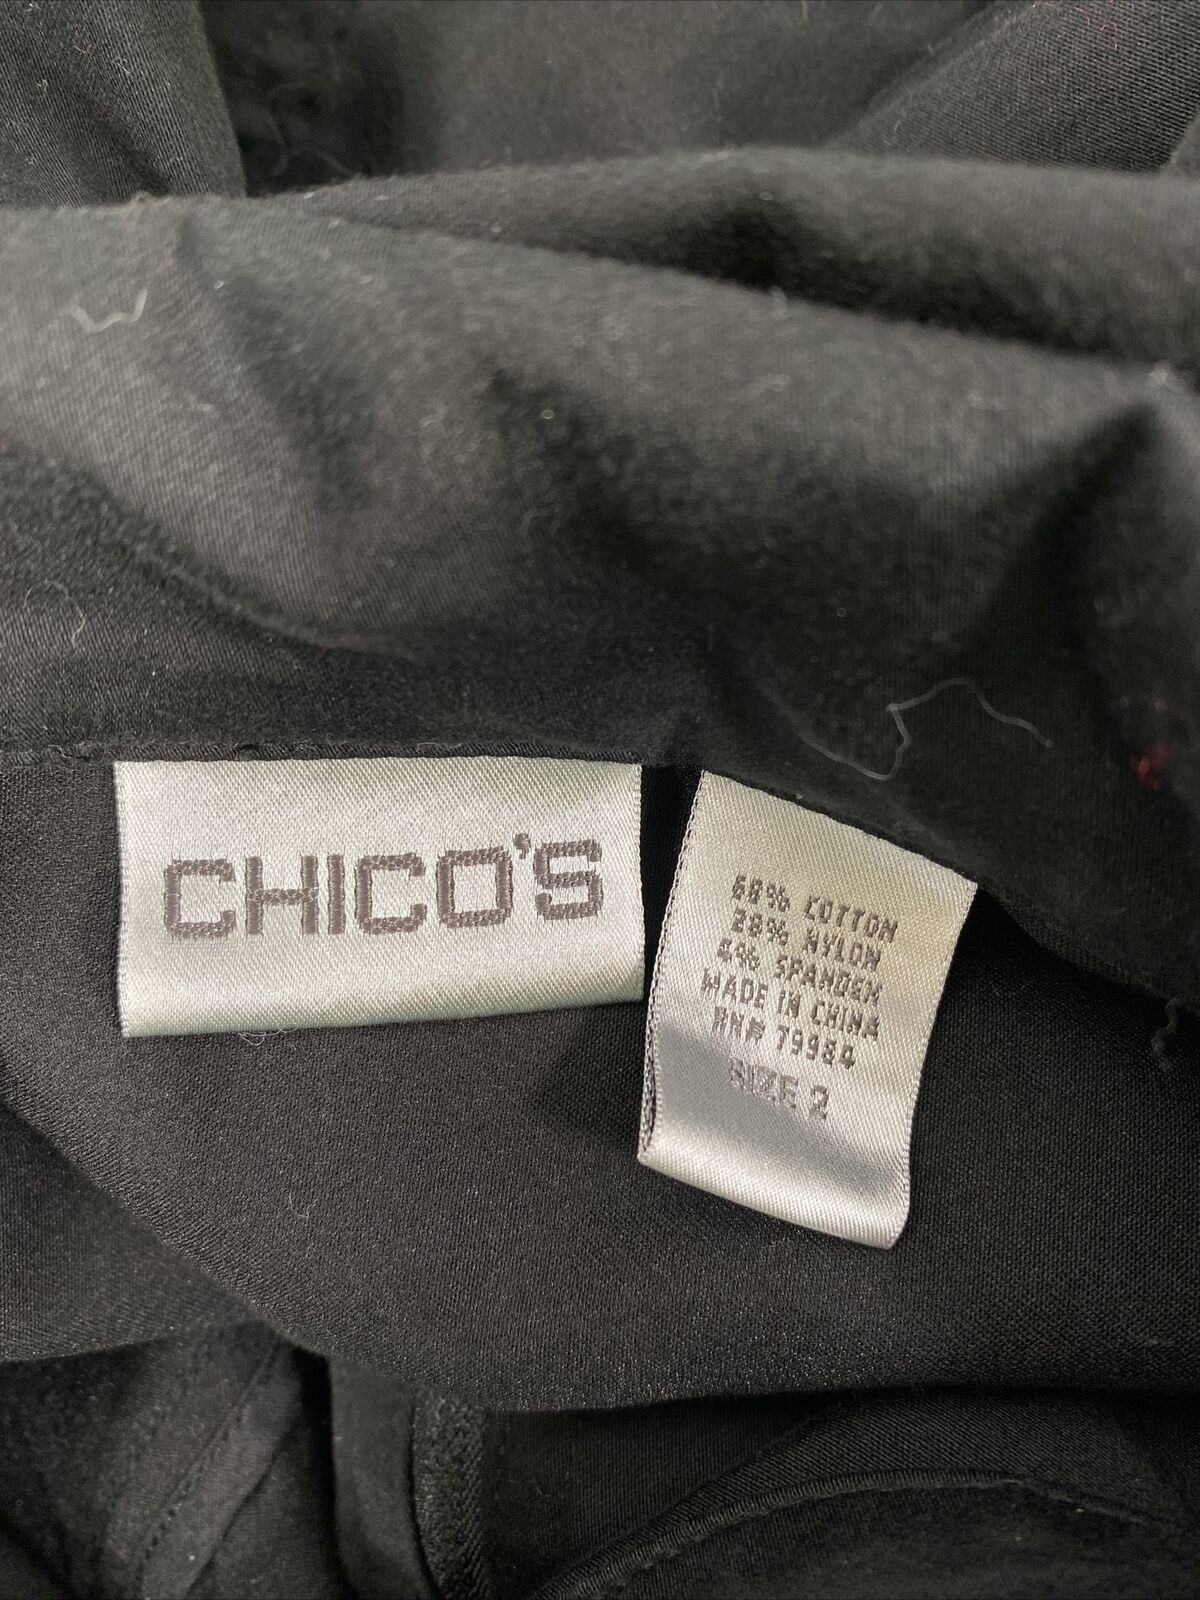 CHICO'S
68% COTTON
28% NYLON
4% SPANDEX
MADE IN CHINA
RN# 79984
SIZE 2